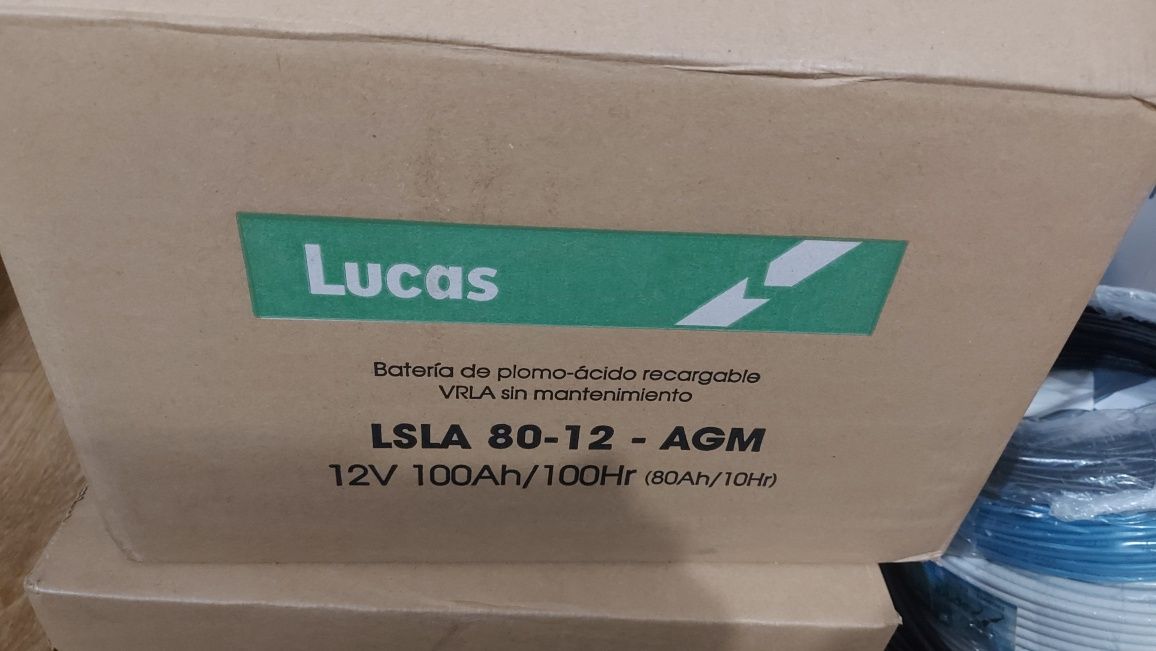 Lucas
Batería de plomo-ácido recargable
VRLA sin mantenimiento
LSLA 80-12 - AGM
12V 100Ah/100Hr (80Ah/10Hr)